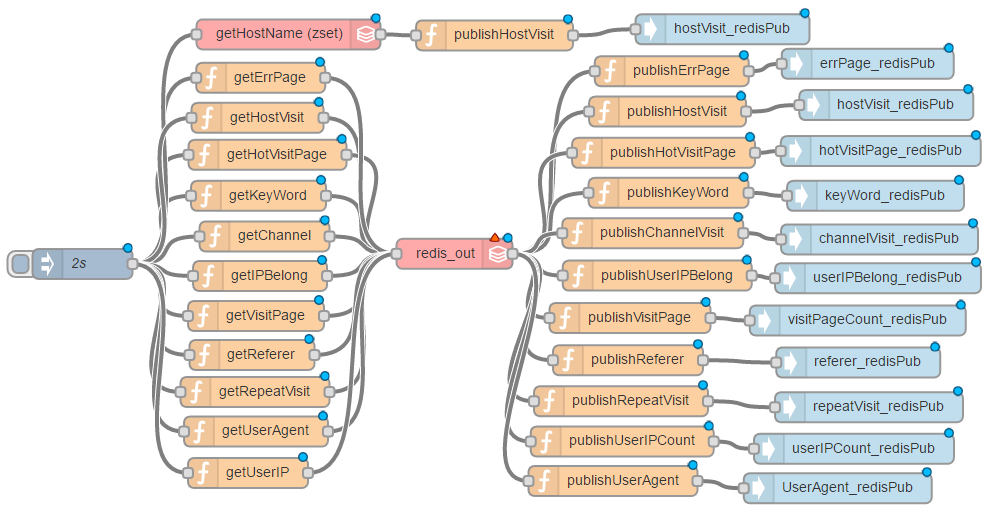 getHostName (zset)
publishHostVisit
hostVisit_redisPub
getErrPage
publishErrPage
errPage_redisPub
getHostVisit
publishHostVisit
hostVisit_redisPub
getHotVisitPage
publishHotVisitPage
hotVisitPage_redisPub
getKeyWord
publishKeyWord
keyWord_redisPub
getChannel
publishChannelVisit
channelVisit_redisPub
2s
redis_out
getIPBelong
publishUserIPBelong
userIPBelong_redisPub
getVisitPage
publishVisitPage
visitPageCount_redisPub
getReferer
publishReferer
referer_redisPub
getRepeatVisit
publishRepeatVisit
repeatVisit_redisPub
getUserAgent
publishUserIPCount
userIPCount_redisPub
getUserIP
publishUserAgent
UserAgent_redisPub